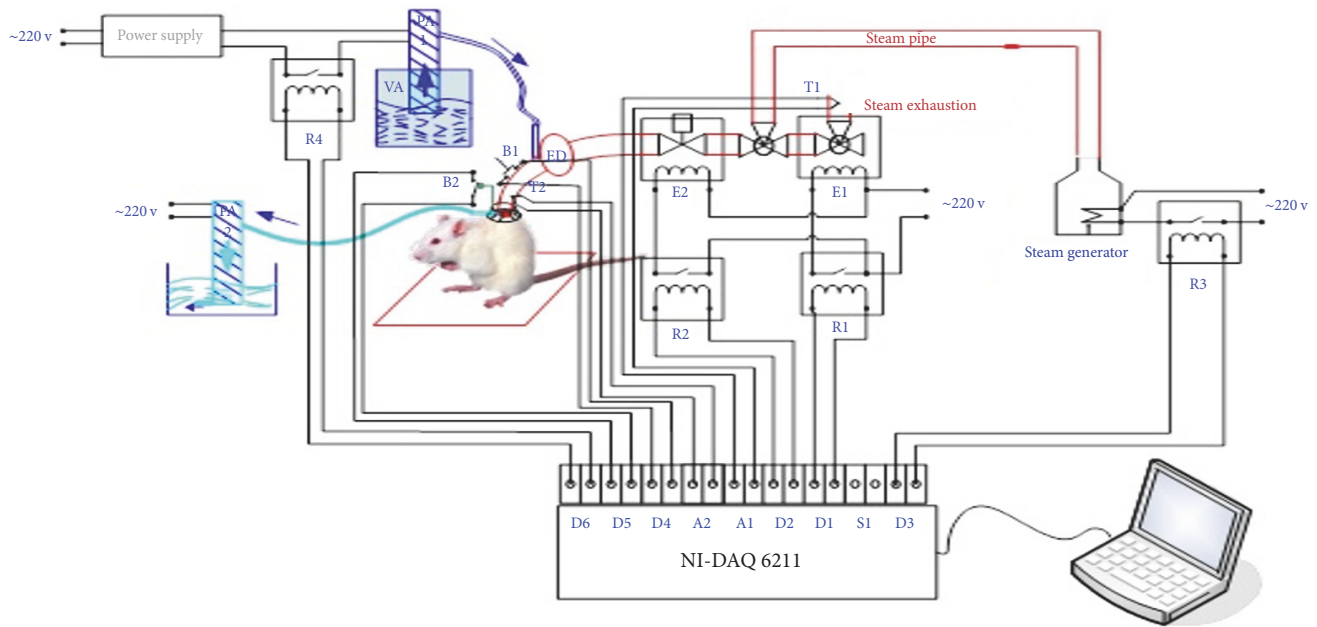 ~220 v
Power supply
PA
1
VA
R4
B1
B2
ED
T2
~220 v
PA
2
Steam pipe
T1
Steam exhaustion
E2
E1
~220 v
Steam generator
~220 v
R3
R2
R1
D6 D5 D4 A2 A1 D2 D1 S1 D3
NI-DAQ 6211